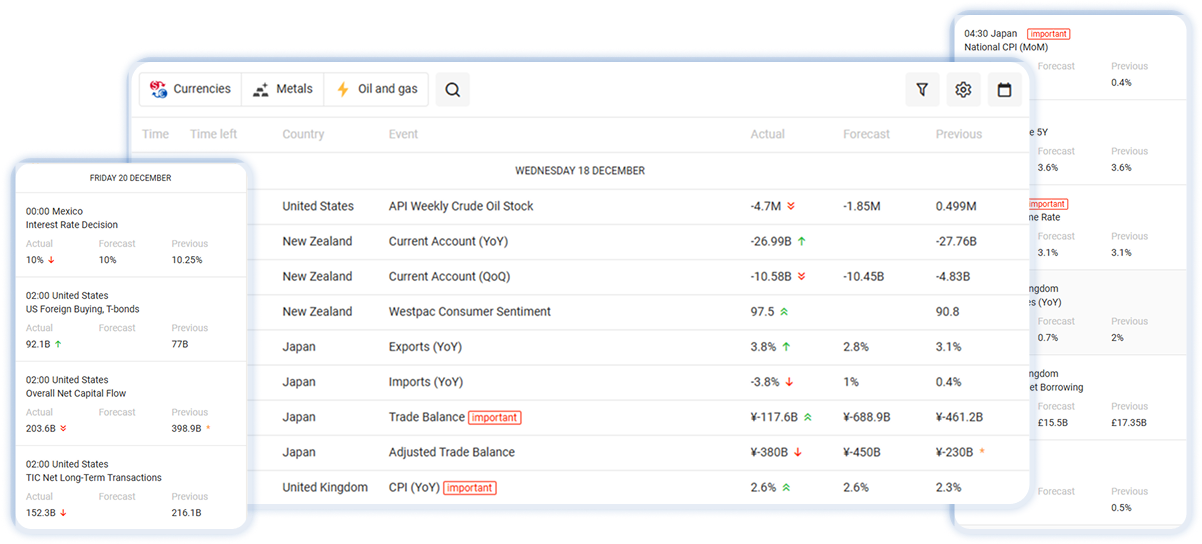 FRIDAY 20 DECEMBER
00:00 Mexico
Interest Rate Decision
Actual Forecast Previous
10% 10% 10.25%
02:00 United States
US Foreign Buying, T-bonds
Actual Forecast Previous
92.1B 77B
02:00 United States
Overall Net Capital Flow
Actual Forecast Previous
203.6B 398.9B *
02:00 United States
TIC Net Long-Term Transactions
Actual Forecast Previous
152.3B 216.1B
Currencies Metals Oil and gas
Time Time left Country Event Actual Forecast Previous
WEDNESDAY 18 DECEMBER
United States API Weekly Crude Oil Stock -4.7M -1.85M 0.499M
New Zealand Current Account (YoY) -26.99B -27.76B
New Zealand Current Account (QoQ) -10.58B -10.45B -4.83B
New Zealand Westpac Consumer Sentiment 97.5 90.8
Japan Exports (YoY) 3.8% 2.8% 3.1%
Japan Imports (YoY) -3.8% 1% 0.4%
Japan Trade Balance important ¥-117.6B ¥-688.9B ¥-461.2B
Japan Adjusted Trade Balance ¥-380B ¥-450B ¥-230B *
United Kingdom CPI (YoY) important 2.6% 2.6% 2.3%
04:30 Japan important
National CPI (MoM)
Forecast Previous
0.4%
e 5Y
Forecast Previous
3.6% 3.6%
important
ne Rate
Forecast Previous
3.1% 3.1%
ngdom
es (YoY)
Forecast Previous
0.7% 2%
ngdom
et Borrowing
Forecast Previous
£15.5B £17.35B
Forecast Previous
0.5%